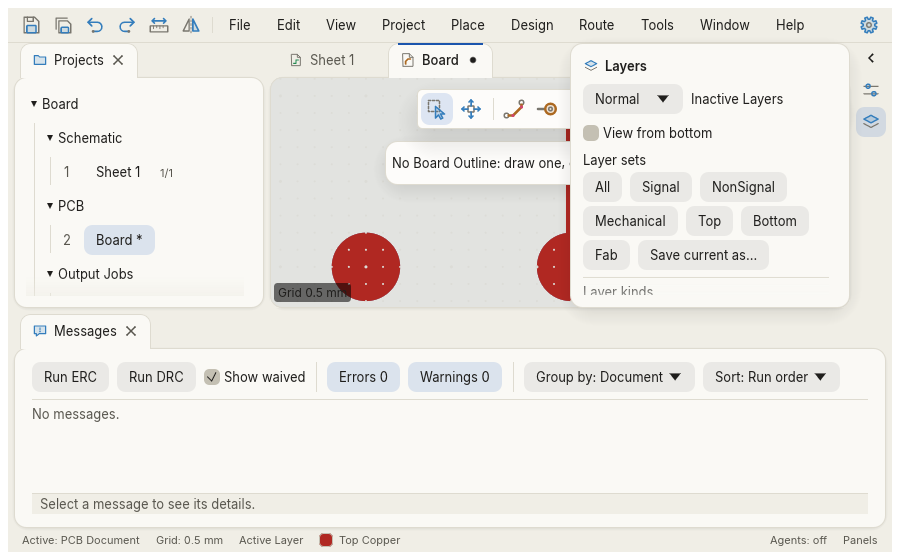 File Edit View Project Place Design Route Tools Window Help
Projects
Sheet 1 Board
Layers
Board
Schematic
1 Sheet 1 1/1
PCB
2 Board *
Output Jobs
No Board Outline: draw one,
Grid 0.5 mm
Normal Inactive Layers
View from bottom
Layer sets
All Signal NonSignal
Mechanical Top Bottom
Fab Save current as...
Layer kinds
Messages
Run ERC Run DRC Show waived Errors 0 Warnings 0 Group by: Document Sort: Run order
No messages.
Select a message to see its details.
Active: PCB Document Grid: 0.5 mm Active Layer Top Copper Agents: off Panels